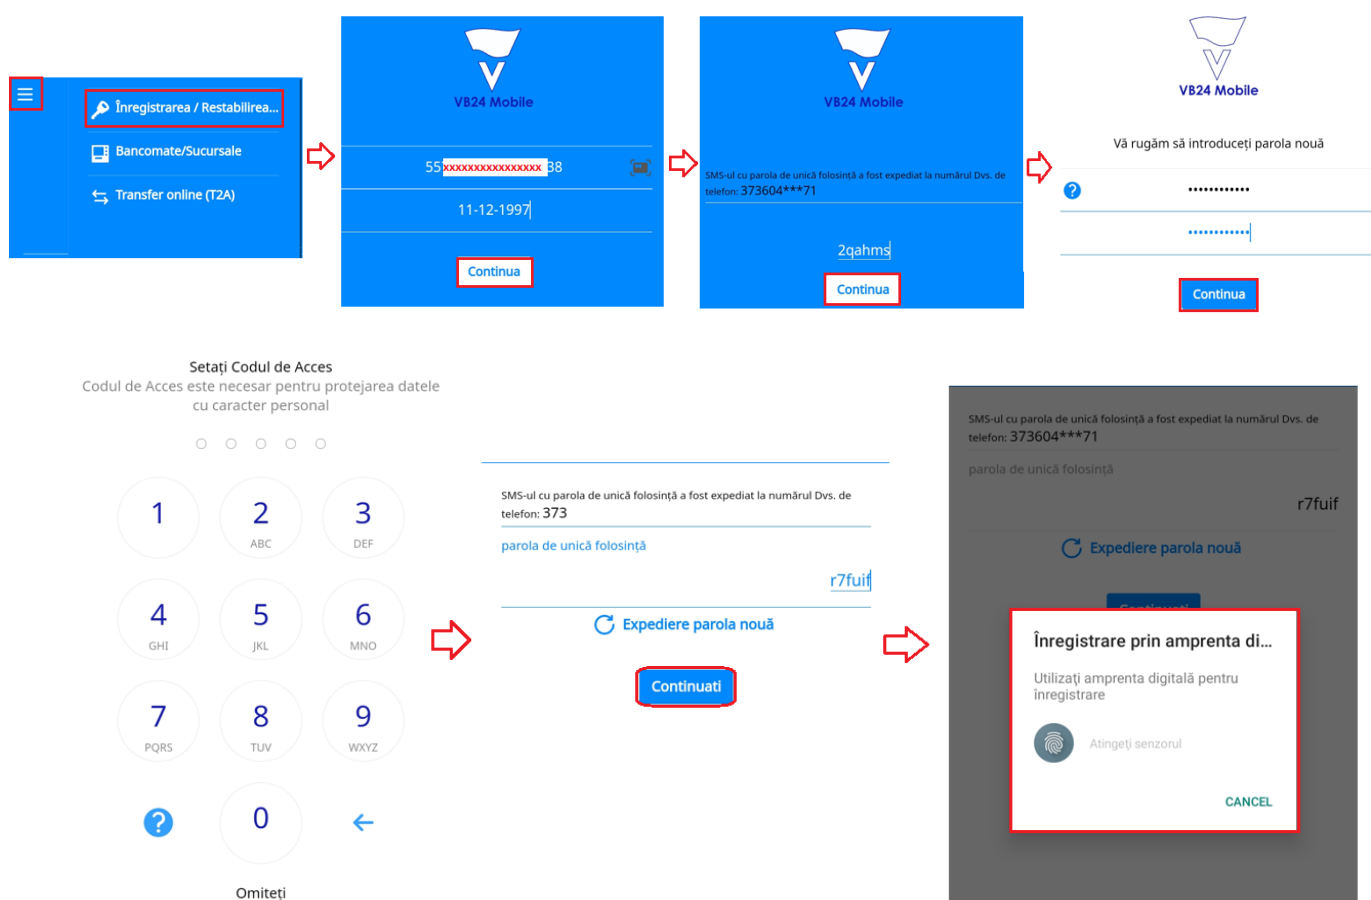 Înregistrarea / Restabilirea...
Bancomate/Sucursale
Transfer online (T2A)
VB24 Mobile
55xxxxxxxxxxxxxxxx38
11-12-1997
Continua
VB24 Mobile
SMS-ul cu parola de unică folosință a fost expediat la numărul Dvs. de
telefon: 373604***71
2qahms
Continua
VB24 Mobile
Vă rugăm să introduceți parola nouă
?
••••••••••••
••••••••••••
Continua
Setați Codul de Acces
Codul de Acces este necesar pentru protejarea datele
cu caracter personal
1
2
ABC
3
DEF
4
GHI
5
JKL
6
MNO
7
PQRS
8
TUV
9
WXYZ
?
0
Omiteți
SMS-ul cu parola de unică folosință a fost expediat la numărul Dvs. de
telefon: 373
parola de unică folosință
r7fuif
Expediere parola nouă
Continuati
SMS-ul cu parola de unică folosință a fost expediat la numărul Dvs. de
telefon: 373604***71
parola de unică folosință
r7fuif
Expediere parola nouă
Continuati
Înregistrare prin amprenta di...
Utilizați amprenta digitală pentru
înregistrare
Atingeți senzorul
CANCEL